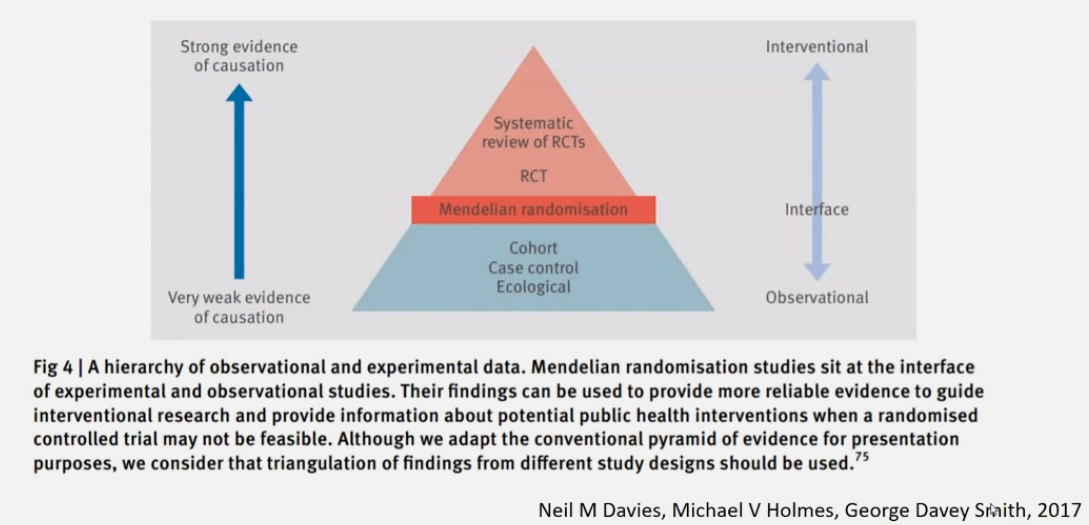 Strong evidence
of causation
Interventional
Systematic
review of RCTs
RCT
Mendelian randomisation
Interface
Cohort
Case control
Ecological
Very weak evidence
of causation
Observational
Fig 4 | A hierarchy of observational and experimental data. Mendelian randomisation studies sit at the interface
of experimental and observational studies. Their findings can be used to provide more reliable evidence to guide
interventional research and provide information about potential public health interventions when a randomised
controlled trial may not be feasible. Although we adapt the conventional pyramid of evidence for presentation
purposes, we consider that triangulation of findings from different study designs should be used.75
Neil M Davies, Michael V Holmes, George Davey Smith, 2017